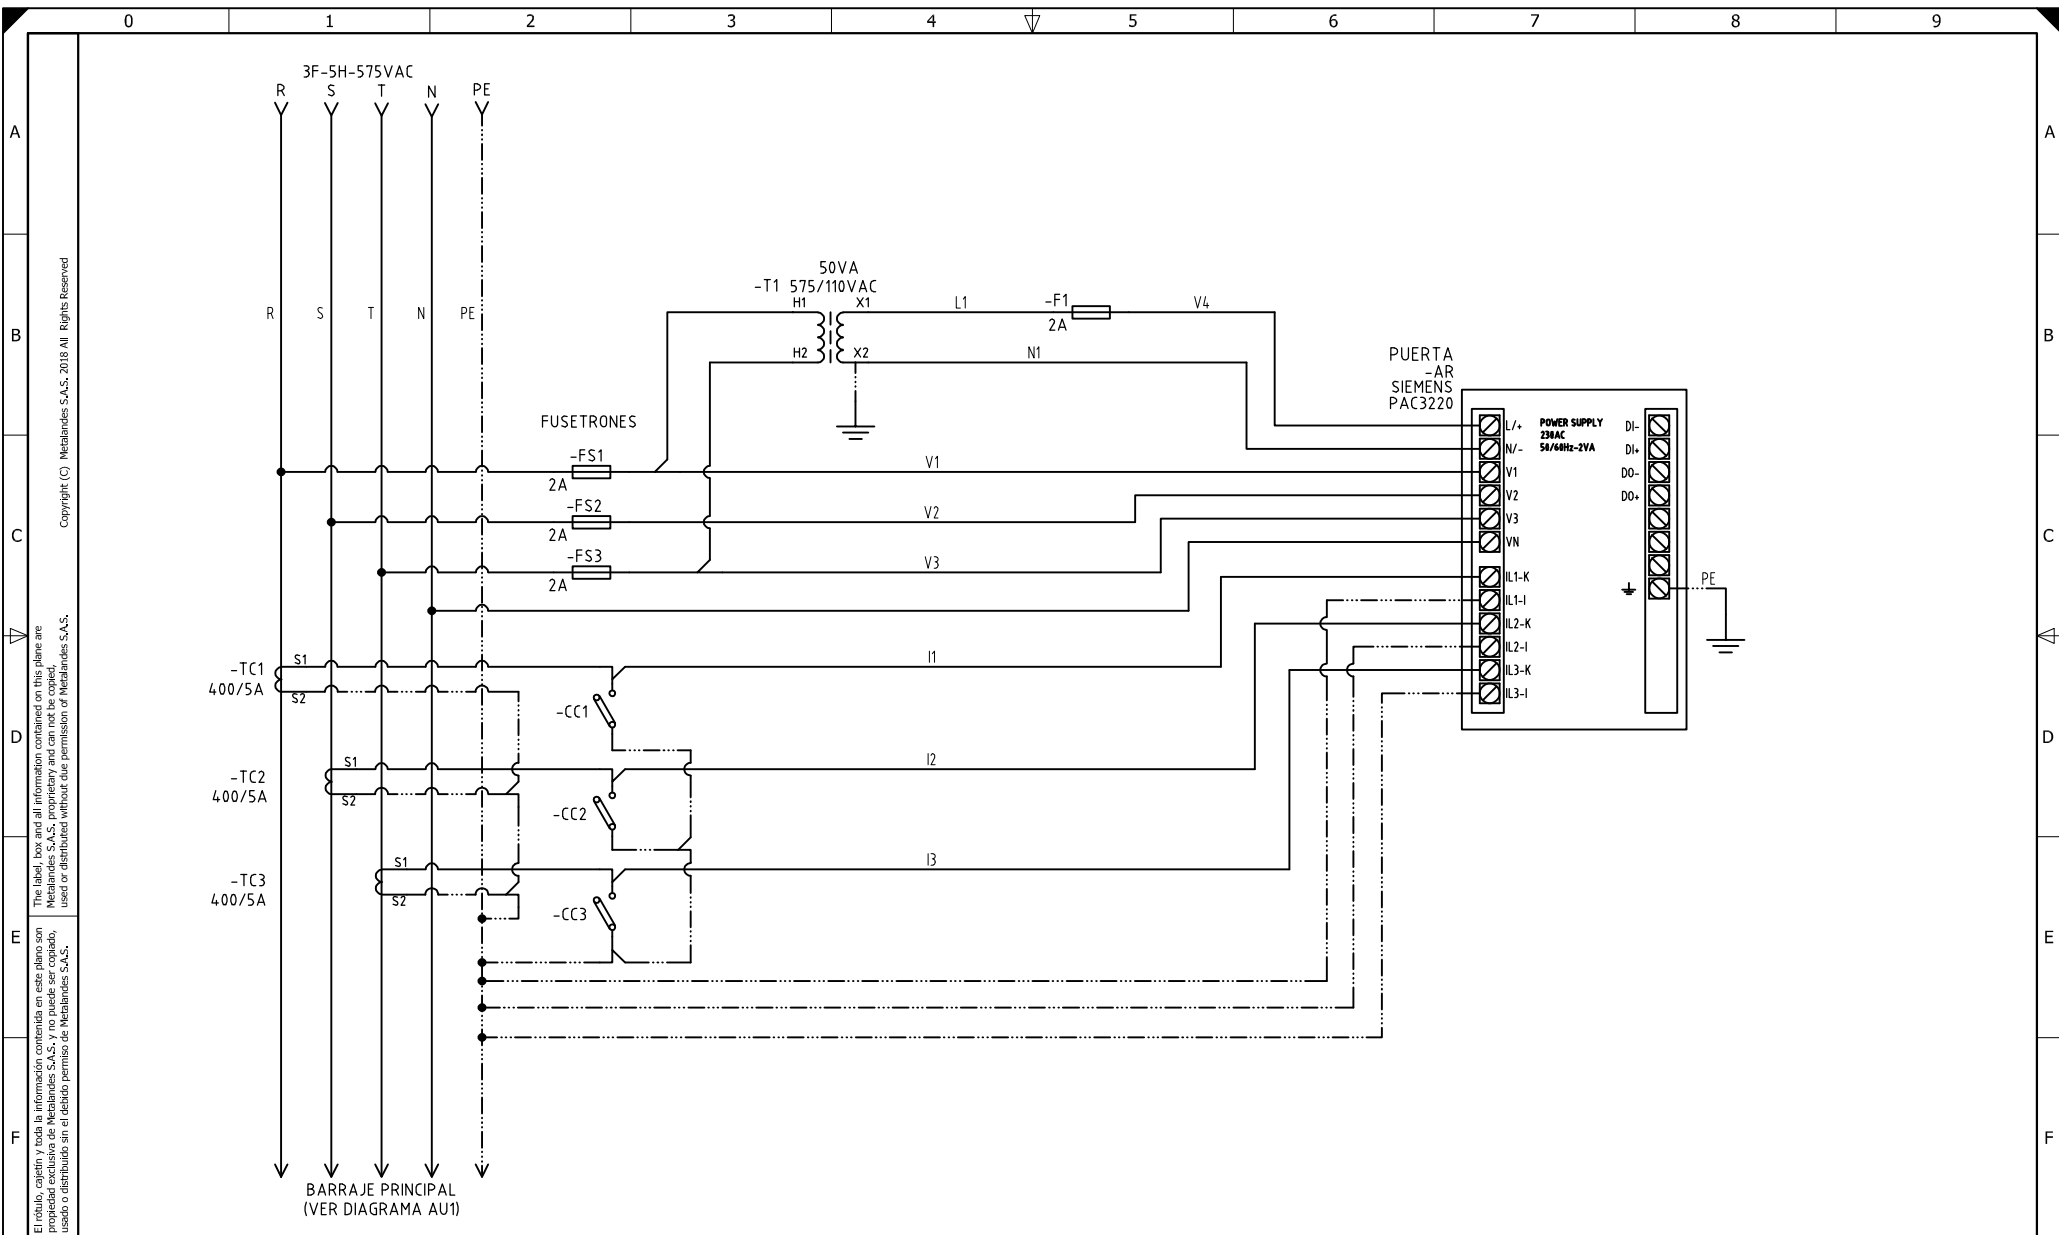 0 1 2 3 4 5 6 7 8 9
3F-5H-575VAC
R S T N PE
A A
50VA
-T1 575/110VAC
H1 X1 L1 -F1 V4
R S T N PE
2A
B B
H2 X2 N1
PUERTA
-AR
SIEMENS
PAC3220
FUSETRONES
L/+ POWER SUPPLY DI-
230AC
N/- 50/60Hz-2VA DI+
-FS1 V1
V1 DO-
2A
V2 DO+
-FS2 V2
V3
2A
C C
VN
-FS3 V3
2A
IL1-K
PE
IL1-I
IL2-K
IL2-I
IL3-K
IL3-I
-TC1 S1 I1
400/5A
S2
-CC1
D D
-TC2 S1 I2
400/5A S2
-CC2
-TC3 S1 I3
400/5A S2
-CC3
E E
F F
BARRAJE PRINCIPAL
(VER DIAGRAMA AU1)
Copyright (C) Metalandes S.A.S. 2018 All Rights Reserved
The label, box and all information contained on this plane are
Metalandes S.A.S. proprietary and can not be copied,
used or distributed without due permission of Metalandes S.A.S.
El rótulo, cajetín y toda la información contenida en este plano son
propiedad exclusiva de Metalandes S.A.S. y no puede ser copiado,
usado o distribuido sin el debido permiso de Metalandes S.A.S.